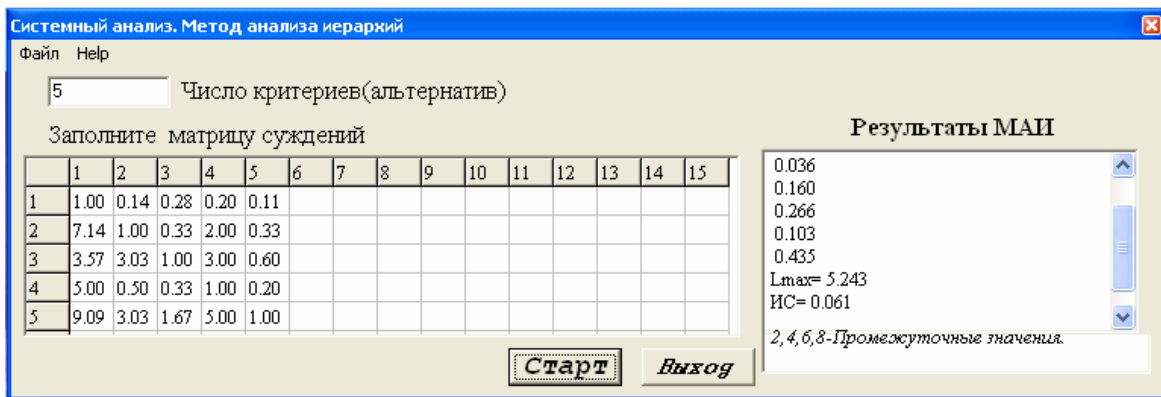 Системный анализ. Метод анализа иерархий
Файл Help
5 Число критериев(альтернатив)
Заполните матрицу суждений
1 2 3 4 5 6 7 8 9 10 11 12 13 14 15
1 1.00 0.14 0.28 0.20 0.11
2 7.14 1.00 0.33 2.00 0.33
3 3.57 3.03 1.00 3.00 0.60
4 5.00 0.50 0.33 1.00 0.20
5 9.09 3.03 1.67 5.00 1.00
Результаты МАИ
0.036
0.160
0.266
0.103
0.435
Lmax= 5.243
ИС= 0.061
2,4,6,8-Промежуточные значения.
Старт Выход